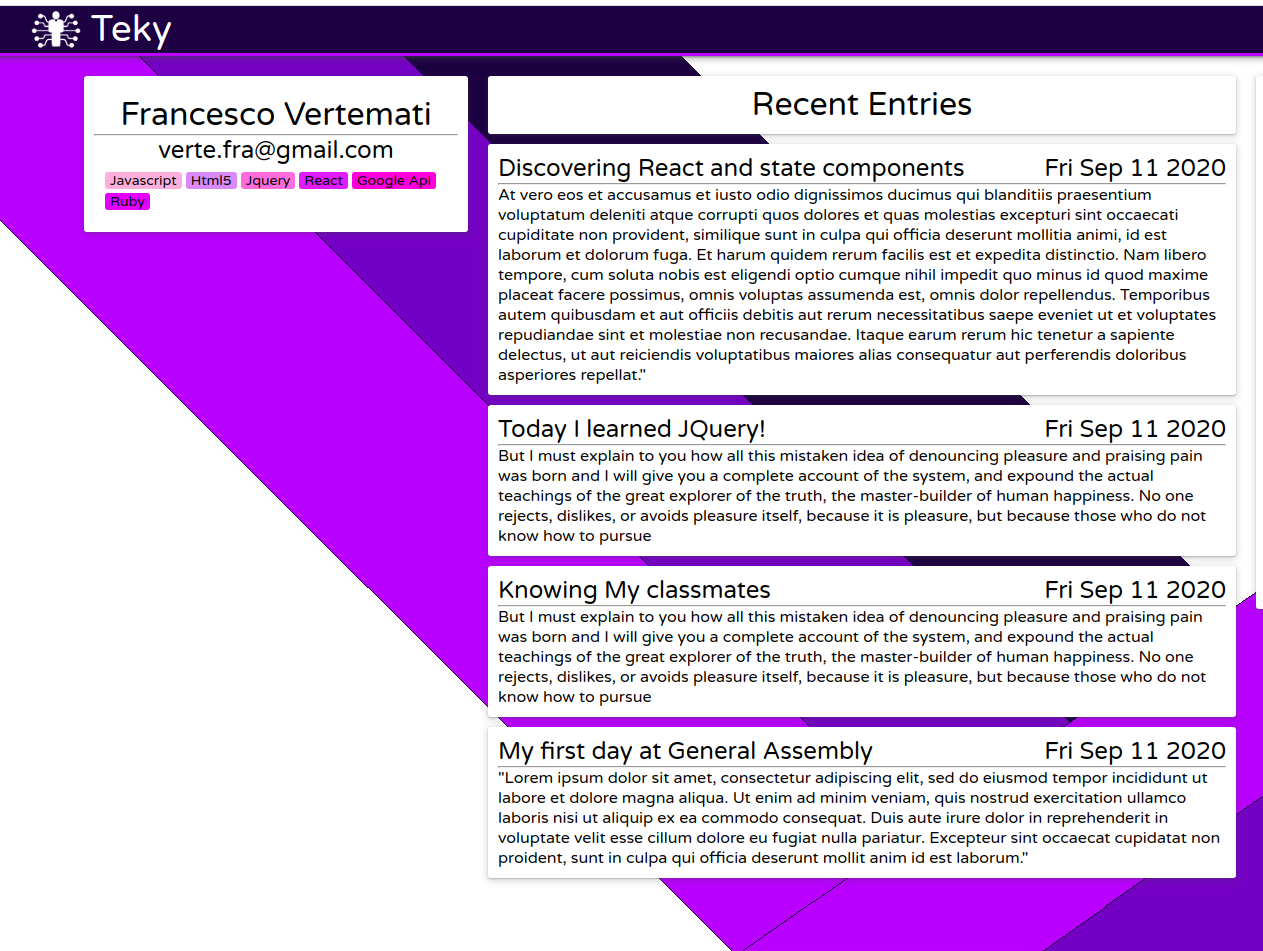 Teky
Francesco Vertemati
verte.fra@gmail.com
Javascript Html5 Jquery React Google Api
Ruby
Recent Entries
Discovering React and state components Fri Sep 11 2020
At vero eos et accusamus et iusto odio dignissimos ducimus qui blanditiis praesentium
voluptatum deleniti atque corrupti quos dolores et quas molestias excepturi sint occaecati
cupiditate non provident, similique sunt in culpa qui officia deserunt mollitia animi, id est
laborum et dolorum fuga. Et harum quidem rerum facilis est et expedita distinctio. Nam libero
tempore, cum soluta nobis est eligendi optio cumque nihil impedit quo minus id quod maxime
placeat facere possimus, omnis voluptas assumenda est, omnis dolor repellendus. Temporibus
autem quibusdam et aut officiis debitis aut rerum necessitatibus saepe eveniet ut et voluptates
repudiandae sint et molestiae non recusandae. Itaque earum rerum hic tenetur a sapiente
delectus, ut aut reiciendis voluptatibus maiores alias consequatur aut perferendis doloribus
asperiores repellat."
Today I learned JQuery! Fri Sep 11 2020
But I must explain to you how all this mistaken idea of denouncing pleasure and praising pain
was born and I will give you a complete account of the system, and expound the actual
teachings of the great explorer of the truth, the master-builder of human happiness. No one
rejects, dislikes, or avoids pleasure itself, because it is pleasure, but because those who do not
know how to pursue
Knowing My classmates Fri Sep 11 2020
But I must explain to you how all this mistaken idea of denouncing pleasure and praising pain
was born and I will give you a complete account of the system, and expound the actual
teachings of the great explorer of the truth, the master-builder of human happiness. No one
rejects, dislikes, or avoids pleasure itself, because it is pleasure, but because those who do not
know how to pursue
My first day at General Assembly Fri Sep 11 2020
"Lorem ipsum dolor sit amet, consectetur adipiscing elit, sed do eiusmod tempor incididunt ut
labore et dolore magna aliqua. Ut enim ad minim veniam, quis nostrud exercitation ullamco
laboris nisi ut aliquip ex ea commodo consequat. Duis aute irure dolor in reprehenderit in
voluptate velit esse cillum dolore eu fugiat nulla pariatur. Excepteur sint occaecat cupidatat non
proident, sunt in culpa qui officia deserunt mollit anim id est laborum."